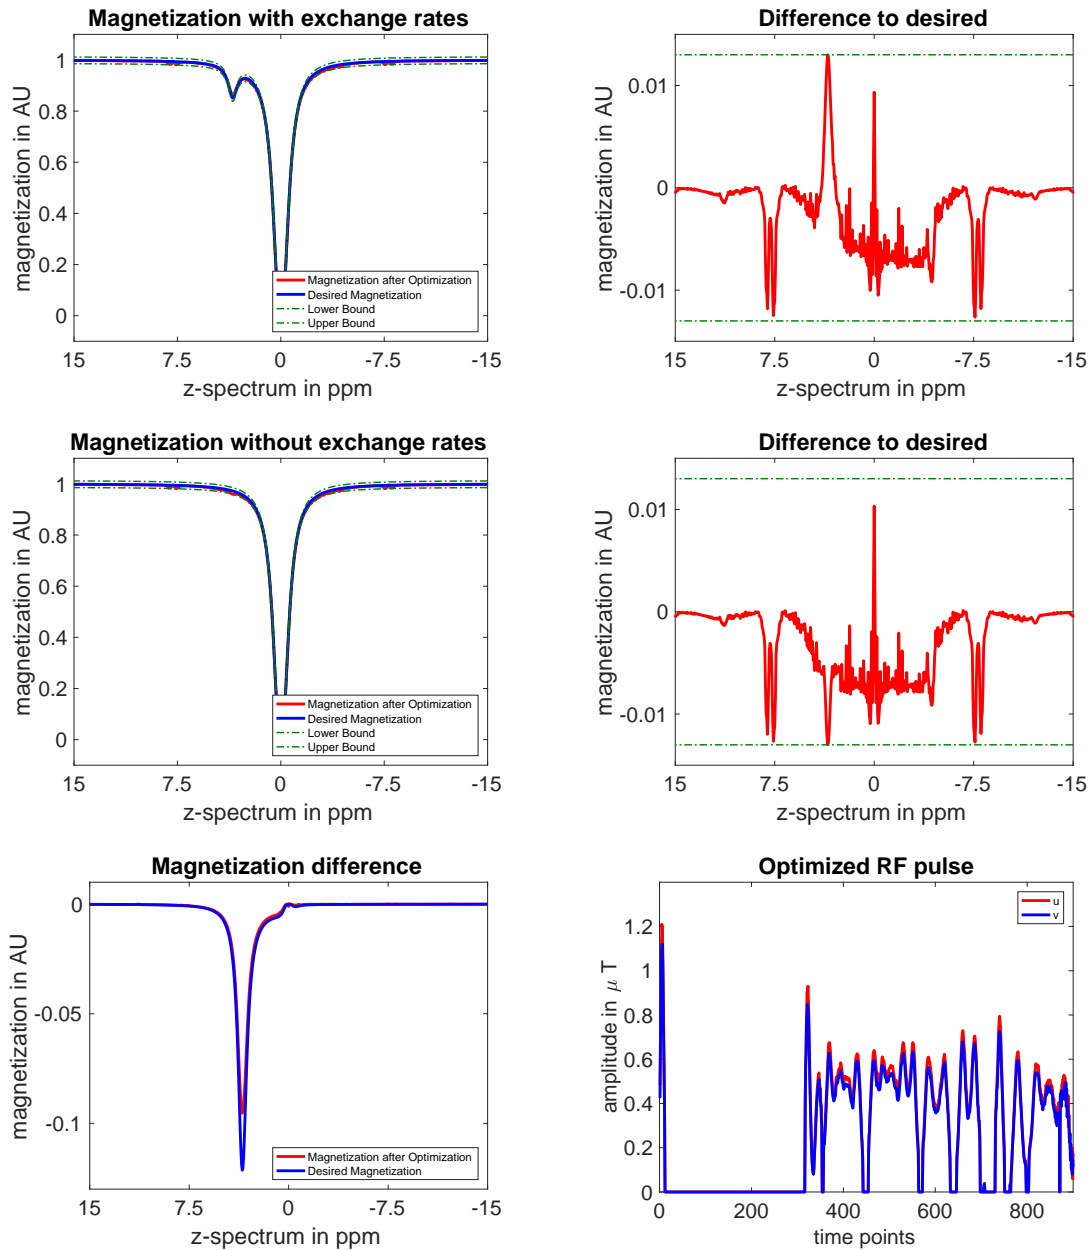 Magnetization with exchange rates
magnetization in AU
1
0.8
0.6
0.4
0.2
0
Magnetization after Optimization
Desired Magnetization
Lower Bound
Upper Bound
15
7.5
0
-7.5
-15
z-spectrum in ppm
Difference to desired
magnetization in AU
0.01
0
-0.01
15
7.5
0
-7.5
-15
z-spectrum in ppm
Magnetization without exchange rates
magnetization in AU
1
0.8
0.6
0.4
0.2
0
Magnetization after Optimization
Desired Magnetization
Lower Bound
Upper Bound
15
7.5
0
-7.5
-15
z-spectrum in ppm
Difference to desired
magnetization in AU
0.01
0
-0.01
15
7.5
0
-7.5
-15
z-spectrum in ppm
Magnetization difference
magnetization in AU
0
-0.05
-0.1
Magnetization after Optimization
Desired Magnetization
15
7.5
0
-7.5
-15
z-spectrum in ppm
Optimized RF pulse
amplitude in μ T
1.2
1
0.8
0.6
0.4
0.2
0
u
v
0
200
400
600
800
time points